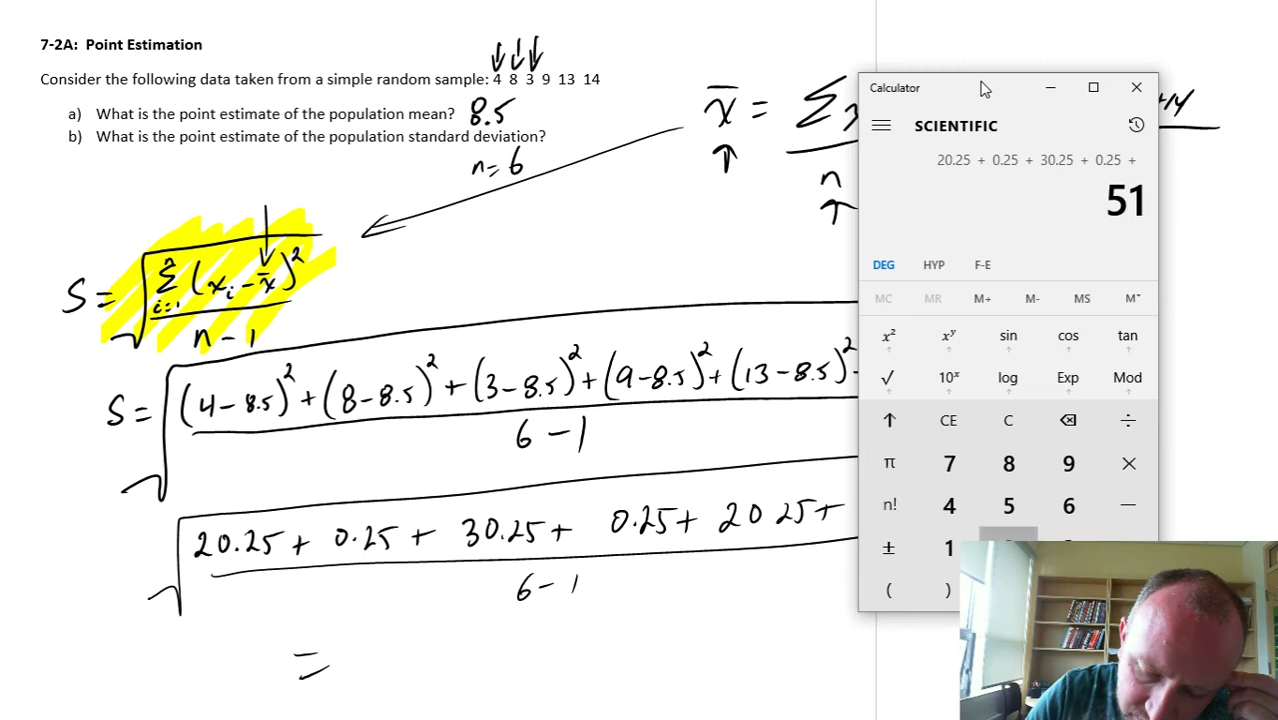 7-2A: Point Estimation
Consider the following data taken from a simple random sample: 4 8 3 9 13 14
a) What is the point estimate of the population mean? 8.5
b) What is the point estimate of the population standard deviation?
n=6
x̄ = Σx
+14
n
S = √ Σ (xᵢ - x̄)²
n
i=1
n-1
S = √ (4-8.5)² + (8-8.5)² + (3-8.5)² + (9-8.5)² + (13-8.5)²
6-1
√ 20.25 + 0.25 + 30.25 + 0.25 + 20 25 +
6-1
=
Calculator
SCIENTIFIC
20.25 + 0.25 + 30.25 + 0.25 +
51
DEG HYP F-E
MC MR M+ M- MS M˅
x² xʸ sin cos tan
√ 10ˣ log Exp Mod
↑ CE C ⌫ ÷
π 7 8 9 ×
n! 4 5 6 −
± 1
( )